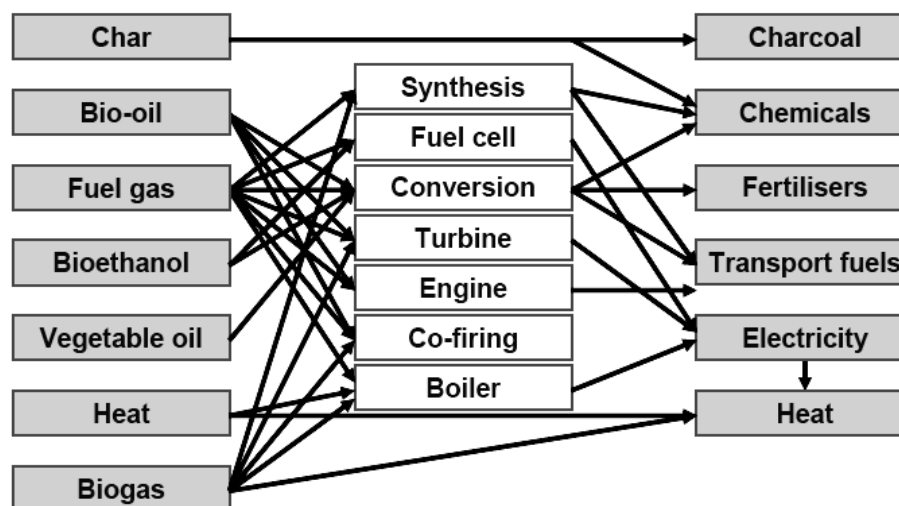 Char
Bio-oil
Fuel gas
Bioethanol
Vegetable oil
Heat
Biogas
Synthesis
Fuel cell
Conversion
Turbine
Engine
Co-firing
Boiler
Charcoal
Chemicals
Fertilisers
Transport fuels
Electricity
Heat